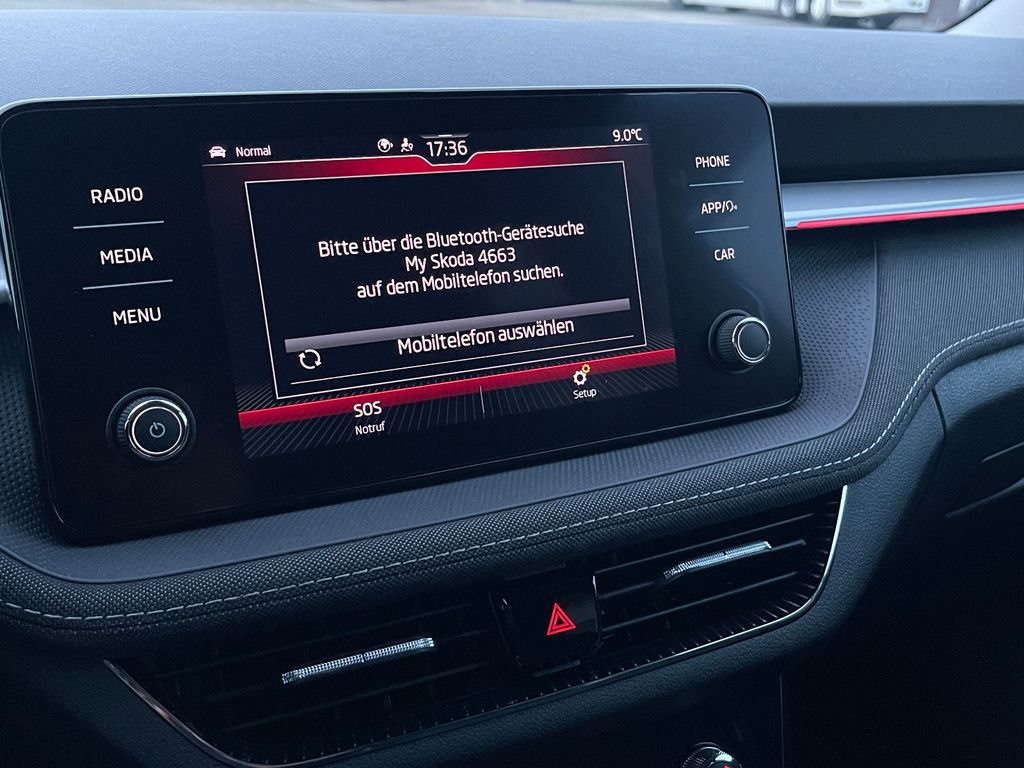 Normal
17:36
9.0°C
RADIO
MEDIA
MENU
Bitte über die Bluetooth-Gerätesuche
My Skoda 4663
auf dem Mobiltelefon suchen.
Mobiltelefon auswählen
SOS
Notruf
Setup
PHONE
APP/
CAR